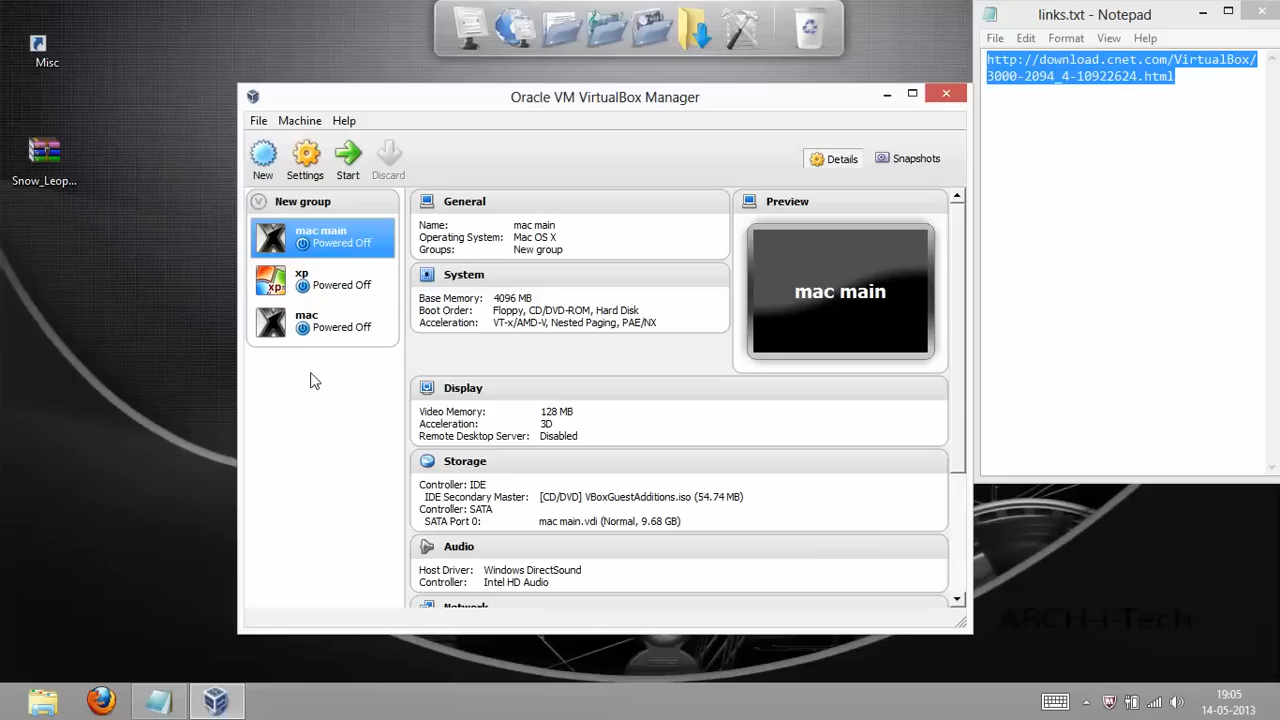 Misc
Snow_Leop...
links.txt - Notepad
File Edit Format View Help
http://download.cnet.com/VirtualBox/
3000-2094_4-10922624.html
Oracle VM VirtualBox Manager
File Machine Help
New Settings Start Discard
Details Snapshots
New group
mac main
Powered Off
xp
Powered Off
mac
Powered Off
General
Name: mac main
Operating System: Mac OS X
Groups: New group
System
Base Memory: 4096 MB
Boot Order: Floppy, CD/DVD-ROM, Hard Disk
Acceleration: VT-x/AMD-V, Nested Paging, PAE/NX
Preview
mac main
Display
Video Memory: 128 MB
Acceleration: 3D
Remote Desktop Server: Disabled
Storage
Controller: IDE
IDE Secondary Master: [CD/DVD] VBoxGuestAdditions.iso (54.74 MB)
Controller: SATA
SATA Port 0: mac main.vdi (Normal, 9.68 GB)
Audio
Host Driver: Windows DirectSound
Controller: Intel HD Audio
Network
ARCH-i-Tech
19:05
14-05-2013